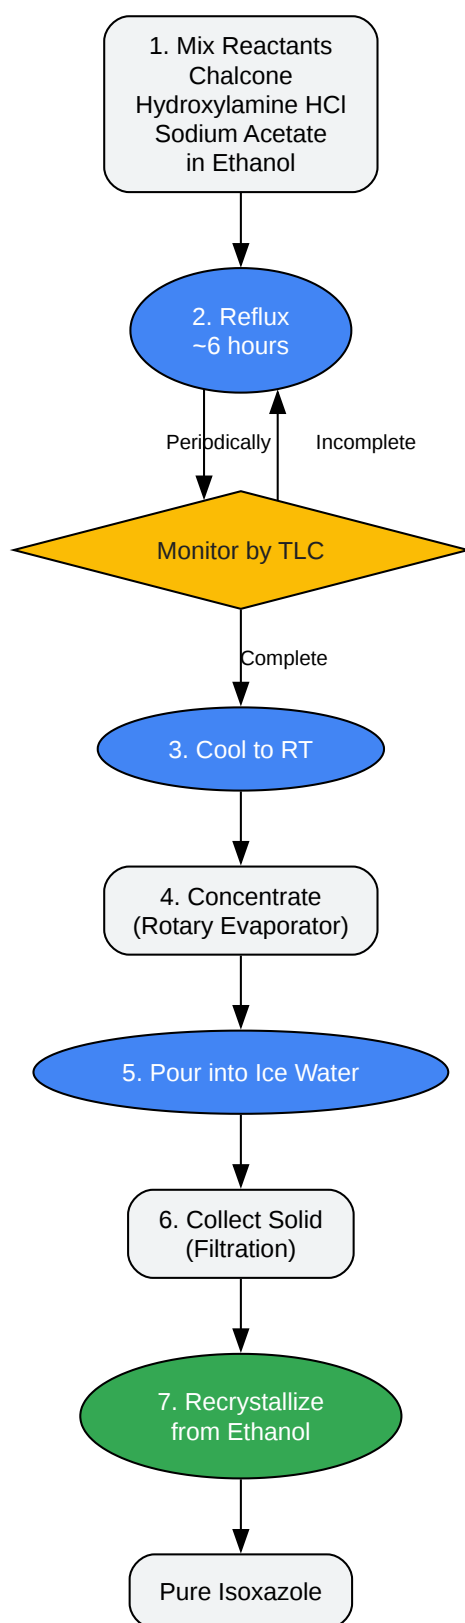 1. Mix Reactants
Chalcone
Hydroxylamine HCl
Sodium Acetate
in Ethanol
2. Reflux
~6 hours
Periodically
Incomplete
Monitor by TLC
Complete
3. Cool to RT
4. Concentrate
(Rotary Evaporator)
5. Pour into Ice Water
6. Collect Solid
(Filtration)
7. Recrystallize
from Ethanol
Pure Isoxazole